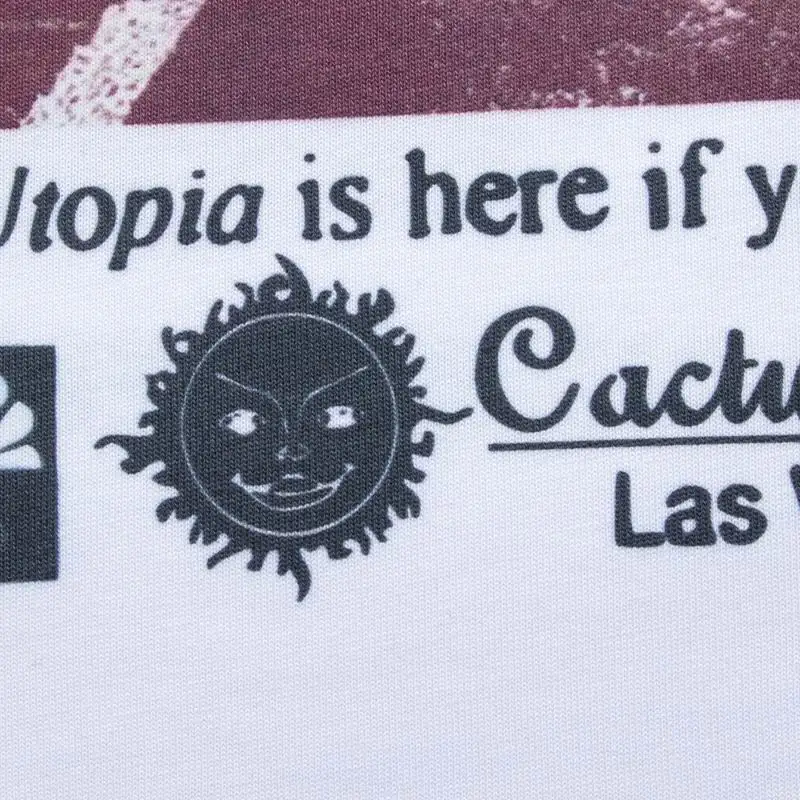 Utopia is here if y
Cactu
Las V